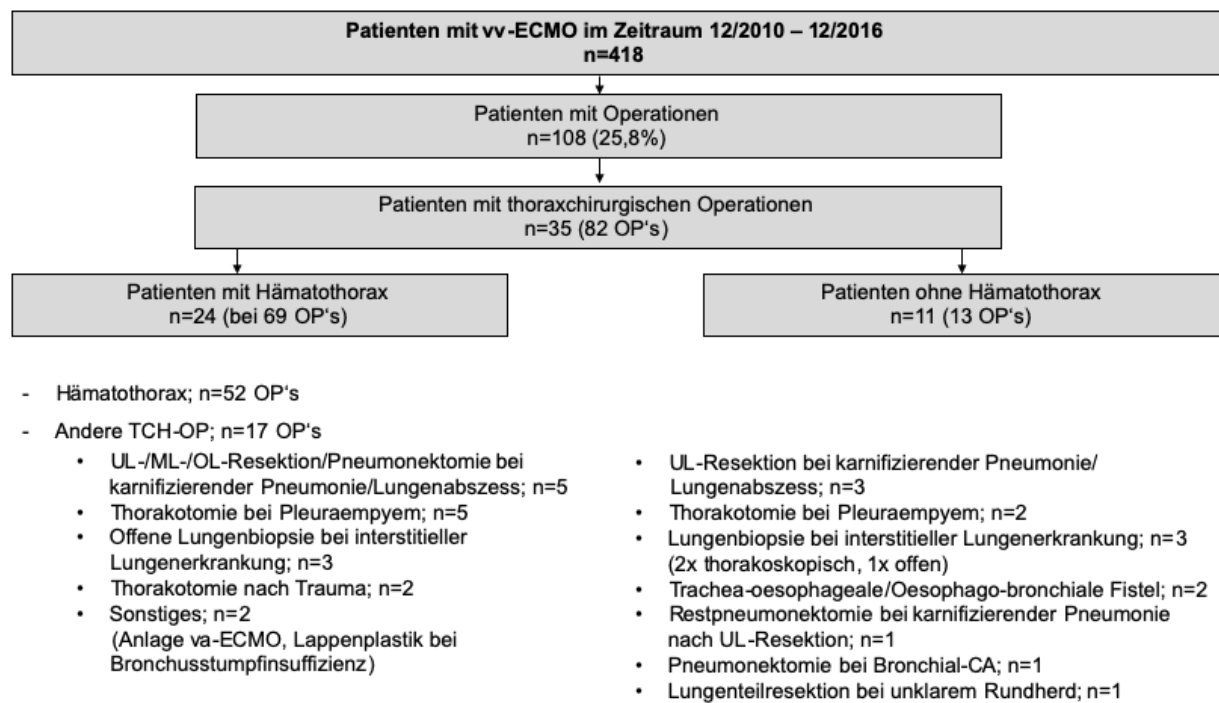 Patienten mit vv-ECMO im Zeitraum 12/2010 – 12/2016
n=418
Patienten mit Operationen
n=108 (25,8%)
Patienten mit thoraxchirurgischen Operationen
n=35 (82 OP‘s)
Patienten mit Hämatothorax
n=24 (bei 69 OP‘s)
Patienten ohne Hämatothorax
n=11 (13 OP‘s)
- Hämatothorax; n=52 OP‘s
- Andere TCH-OP; n=17 OP‘s
• UL-/ML-/OL-Resektion/Pneumonektomie bei
karnifizierender Pneumonie/Lungenabszess; n=5
• Thorakotomie bei Pleuraempyem; n=5
• Offene Lungenbiopsie bei interstitieller
Lungenerkrankung; n=3
• Thorakotomie nach Trauma; n=2
• Sonstiges; n=2
(Anlage va-ECMO, Lappenplastik bei
Bronchusstumpfinsuffizienz)
• UL-Resektion bei karnifizierender Pneumonie/
Lungenabszess; n=3
• Thorakotomie bei Pleuraempyem; n=2
• Lungenbiopsie bei interstitieller Lungenerkrankung; n=3
(2x thorakoskopisch, 1x offen)
• Trachea-oesophageale/Oesophago-bronchiale Fistel; n=2
• Restpneumonektomie bei karnifizierender Pneumonie
nach UL-Resektion; n=1
• Pneumonektomie bei Bronchial-CA; n=1
• Lungenteilresektion bei unklarem Rundherd; n=1